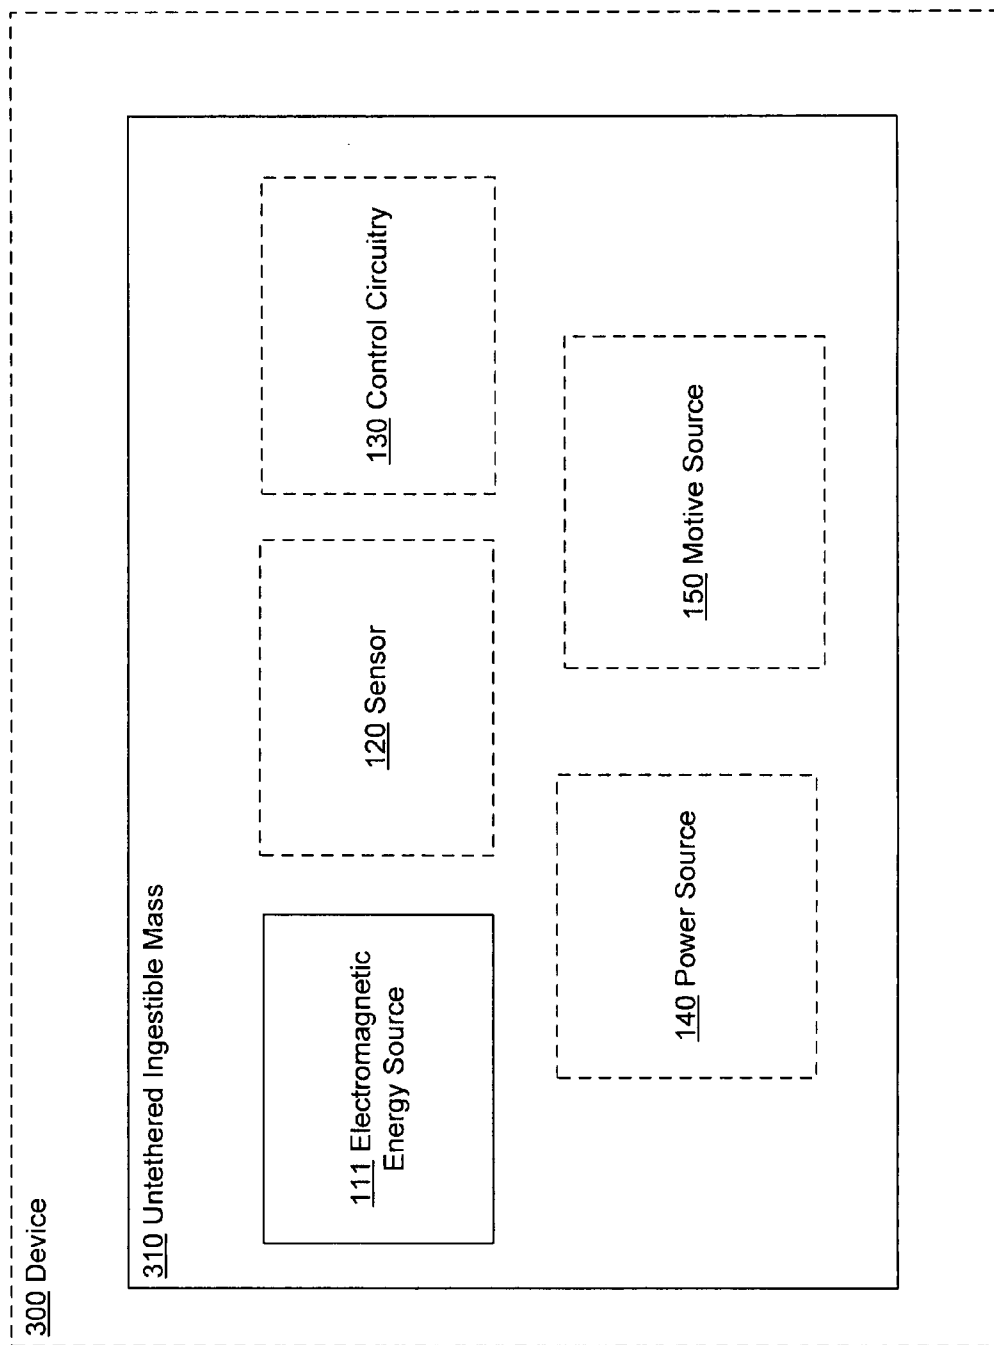 300 Device
310 Untethered Ingestible Mass
111 Electromagnetic
Energy Source
120 Sensor
130 Control Circuitry
140 Power Source
150 Motive Source